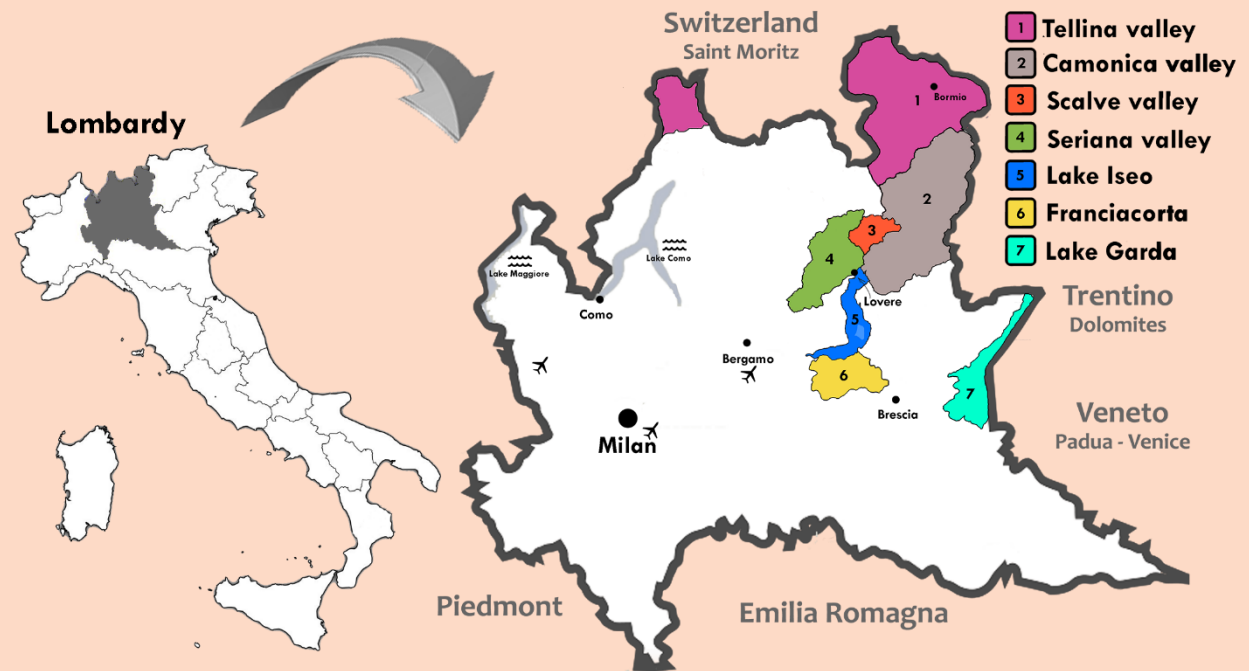 Lombardy
Switzerland
Saint Moritz
1 Tellina valley
2 Camonica valley
3 Scalve valley
4 Seriana valley
5 Lake Iseo
6 Franciacorta
7 Lake Garda
1
Bormio
2
3
4
Lake Maggiore
Lake Como
Como
Lovere
5
Bergamo
6
7
Brescia
Milan
Trentino
Dolomites
Veneto
Padua - Venice
Piedmont
Emilia Romagna